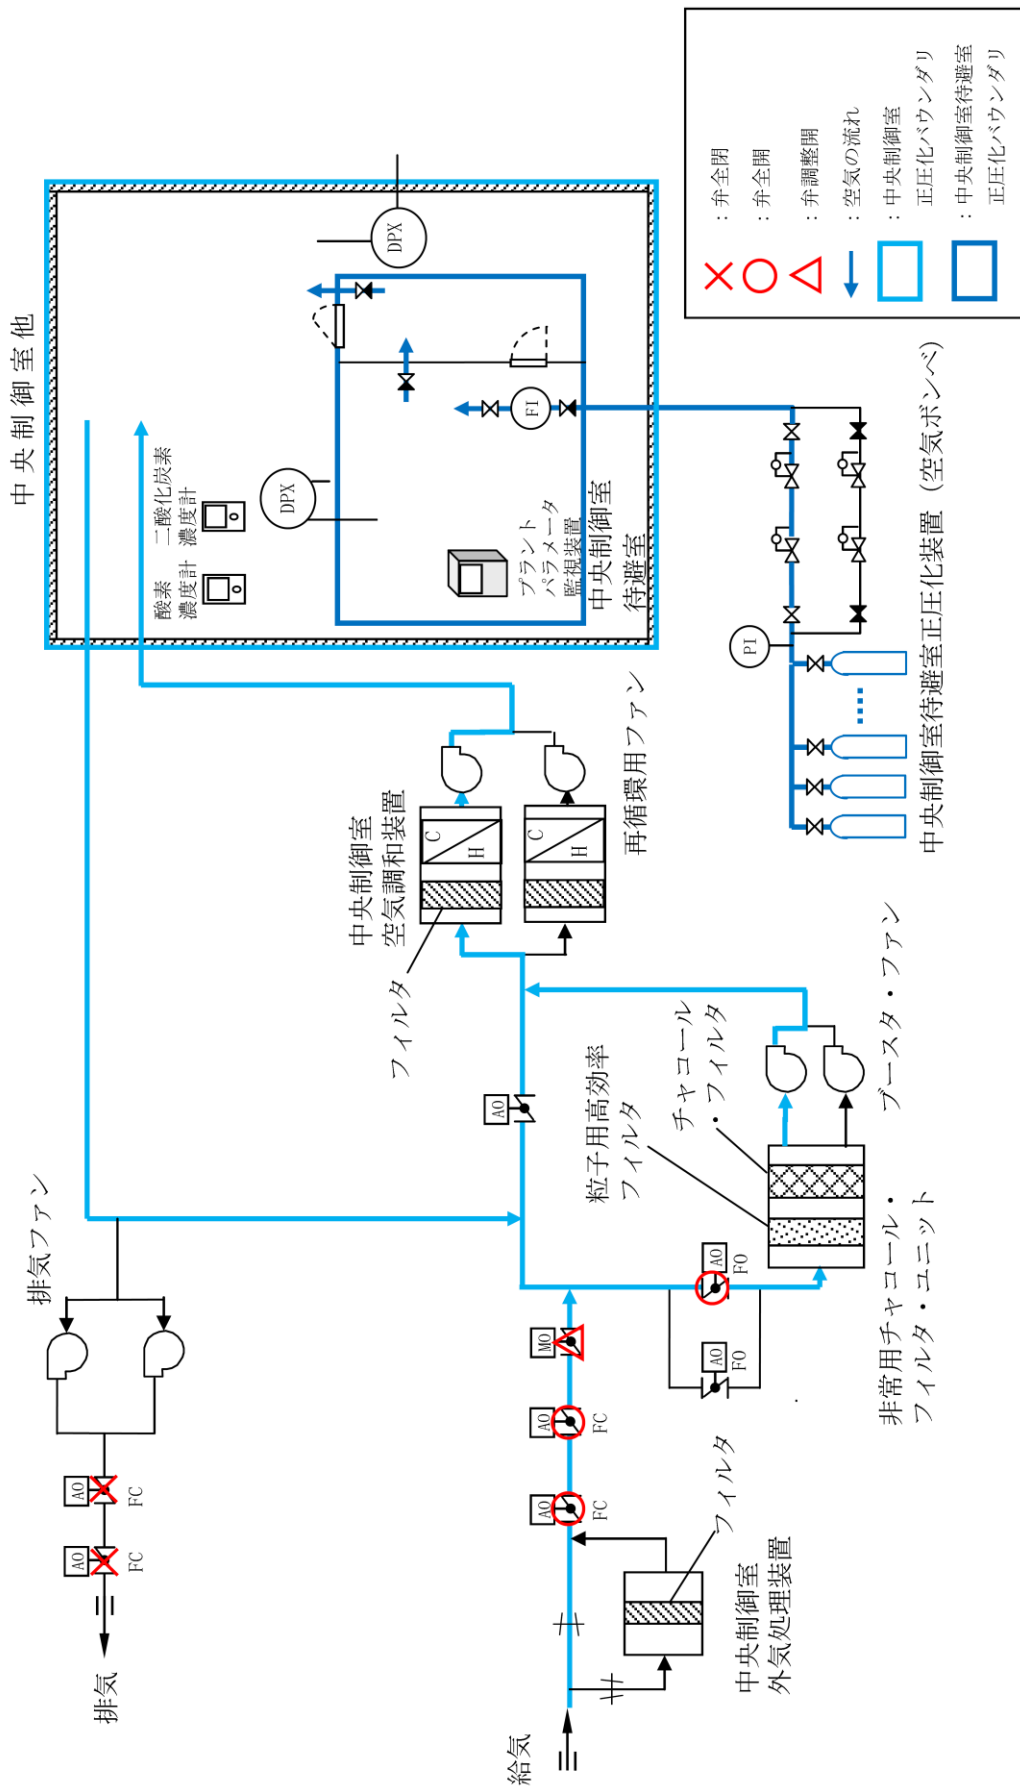 中央制御室他
酸素
濃度計
二酸化炭素
濃度計
DPX
DPX
FI
プラント
パラメータ
監視装置
中央制御室
待避室
PI
中央制御室待避室正圧化装置（空気ボンベ）
排気ファン
排気
AO
FC
AO
FC
中央制御室
空気調和装置
フィルタ
C
H
C
H
再循環用ファン
AO
粒子用高効率
フィルタ
チャコール
・フィルタ
ブースタ・ファン
非常用チャコール・
フィルタ・ユニット
AO
FO
AO
FO
MO
AO
FC
AO
FC
フィルタ
中央制御室
外気処理装置
給気
：弁全閉
：弁全開
：弁調整開
：空気の流れ
：中央制御室
正圧化バウンダリ
：中央制御室待避室
正圧化バウンダリ